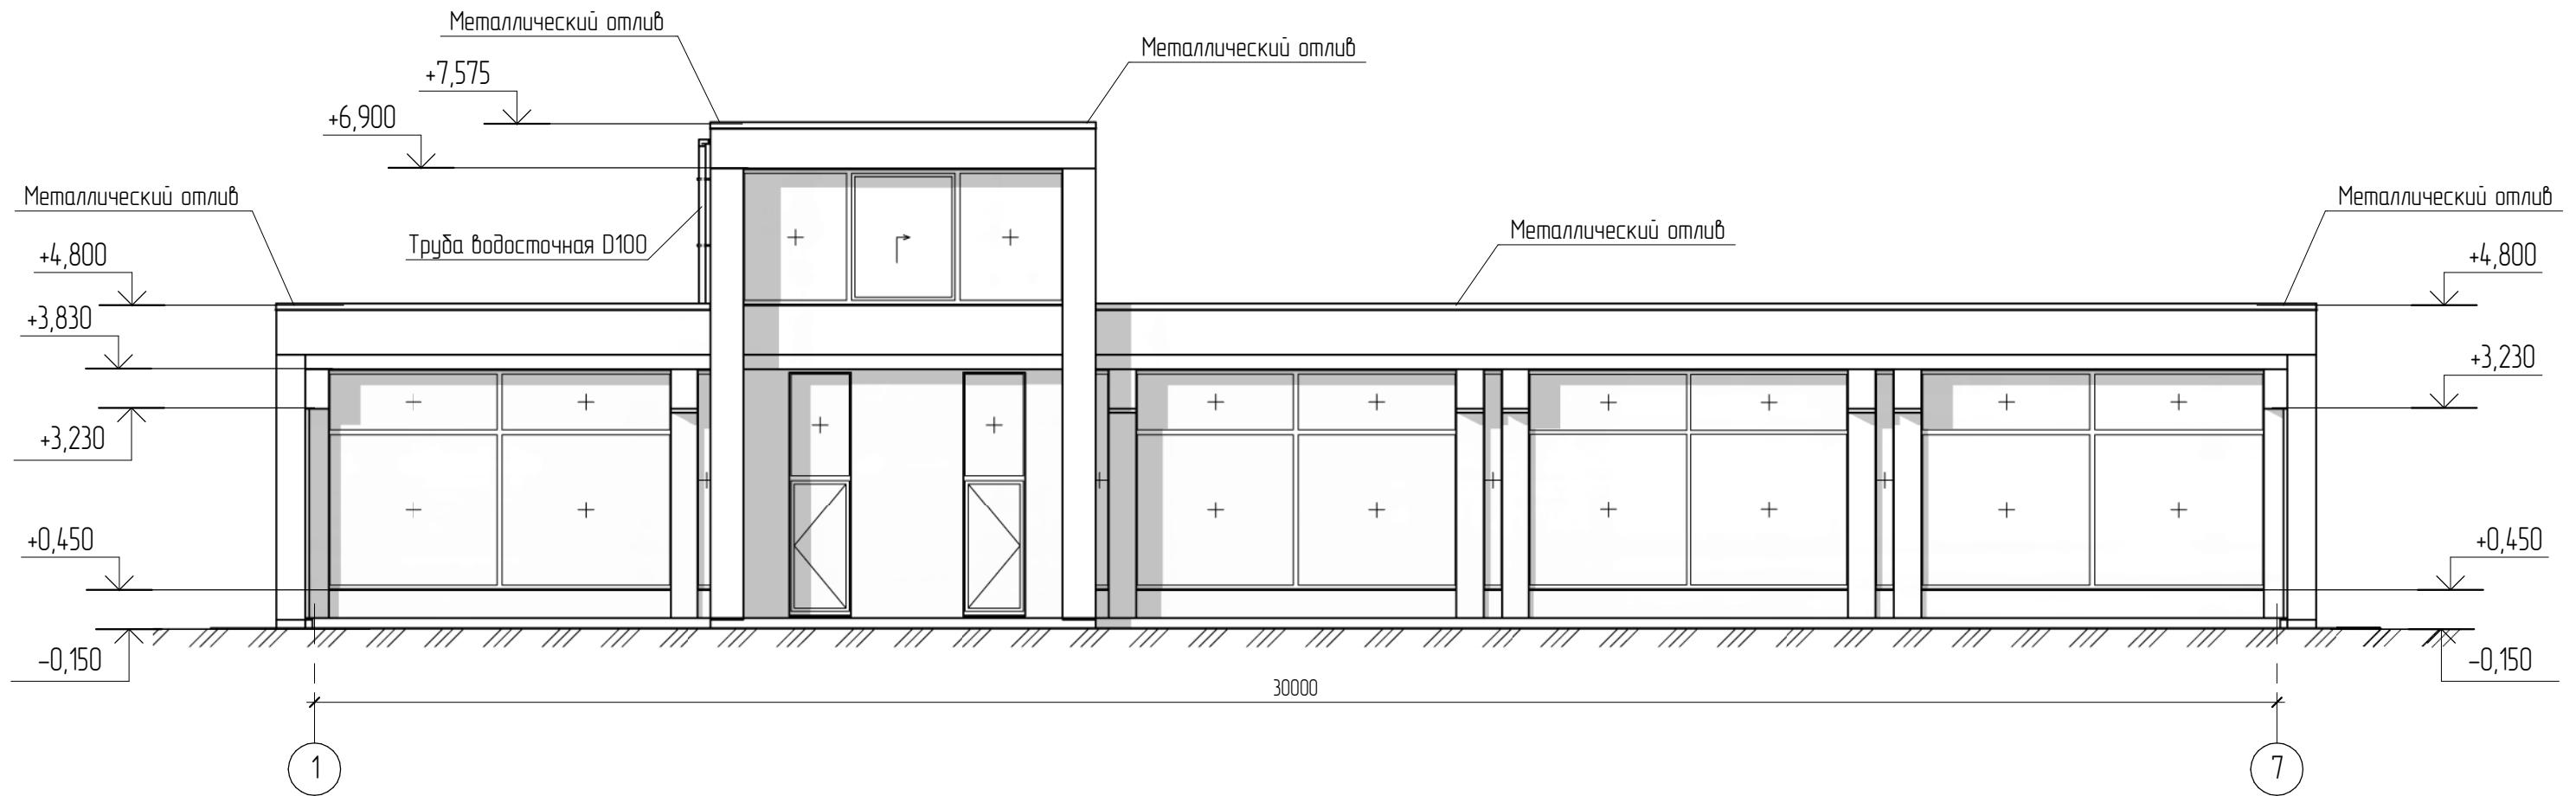 Металлический отлив
Металлический отлив
+7,575
+6,900
Металлический отлив
Металлический отлив
Металлический отлив
Труба водосточная D100
+4,800
+4,800
+3,830
+3,230
+3,230
+0,450
+0,450
-0,150
-0,150
30000
1
7